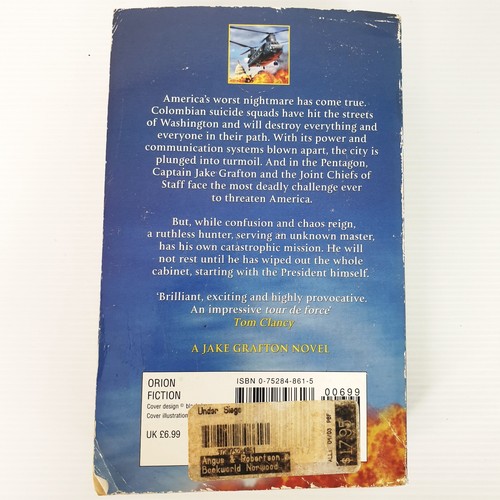 America's worst nightmare has come true.
Colombian suicide squads have hit the streets
of Washington and will destroy everything and
everyone in their path. With its power and
communication systems blown apart, the city is
plunged into turmoil. And in the Pentagon,
Captain Jake Grafton and the Joint Chiefs of
Staff face the most deadly challenge ever
to threaten America.
But, while confusion and chaos reign,
a ruthless hunter, serving an unknown master,
has his own catastrophic mission. He will
not rest until he has wiped out the whole
cabinet, starting with the President himself.
'Brilliant, exciting and highly provocative.
An impressive tour de force'
Tom Clancy
A JAKE GRAFTON NOVEL
ORION
FICTION
Cover design ©
Cover illustration
UK £6.99
ISBN 0-75284-861-5
00699
Under Siege
Angus & Robertson
Bookworld Norwood
$17.95